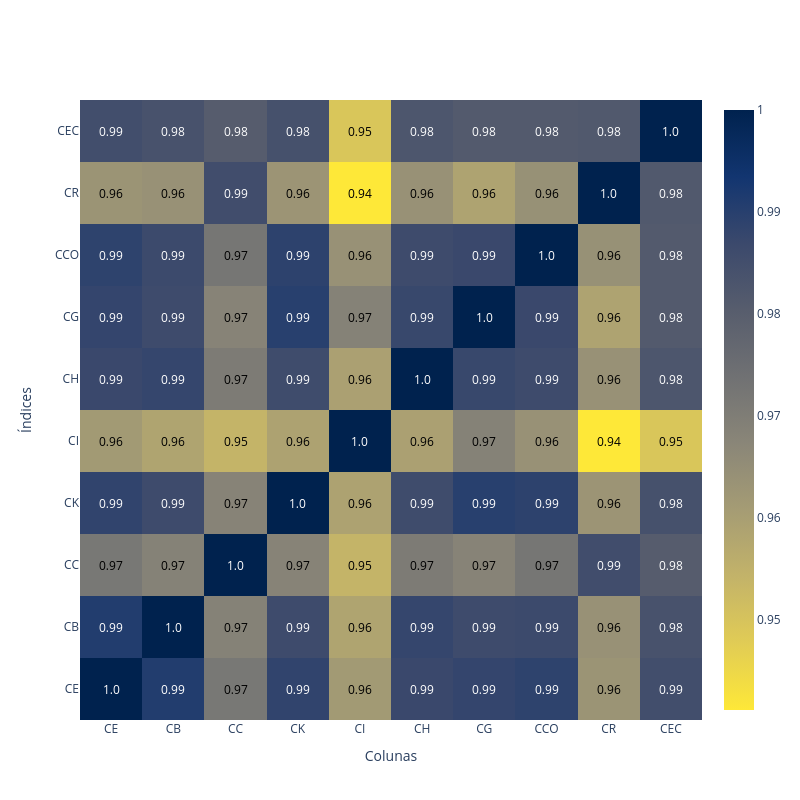 CEC 0.99 0.98 0.98 0.98 0.95 0.98 0.98 0.98 0.98 1.0
CR 0.96 0.96 0.99 0.96 0.94 0.96 0.96 0.96 1.0 0.98
CCO 0.99 0.99 0.97 0.99 0.96 0.99 0.99 1.0 0.96 0.98
CG 0.99 0.99 0.97 0.99 0.97 0.99 1.0 0.99 0.96 0.98
CH 0.99 0.99 0.97 0.99 0.96 1.0 0.99 0.99 0.96 0.98
CI 0.96 0.96 0.95 0.96 1.0 0.96 0.97 0.96 0.94 0.95
CK 0.99 0.99 0.97 1.0 0.96 0.99 0.99 0.99 0.96 0.98
CC 0.97 0.97 1.0 0.97 0.95 0.97 0.97 0.97 0.99 0.98
CB 0.99 1.0 0.97 0.99 0.96 0.99 0.99 0.99 0.96 0.98
CE 1.0 0.99 0.97 0.99 0.96 0.99 0.99 0.99 0.96 0.99
CE CB CC CK CI CH CG CCO CR CEC
Colunas
Índices
1
0.99
0.98
0.97
0.96
0.95